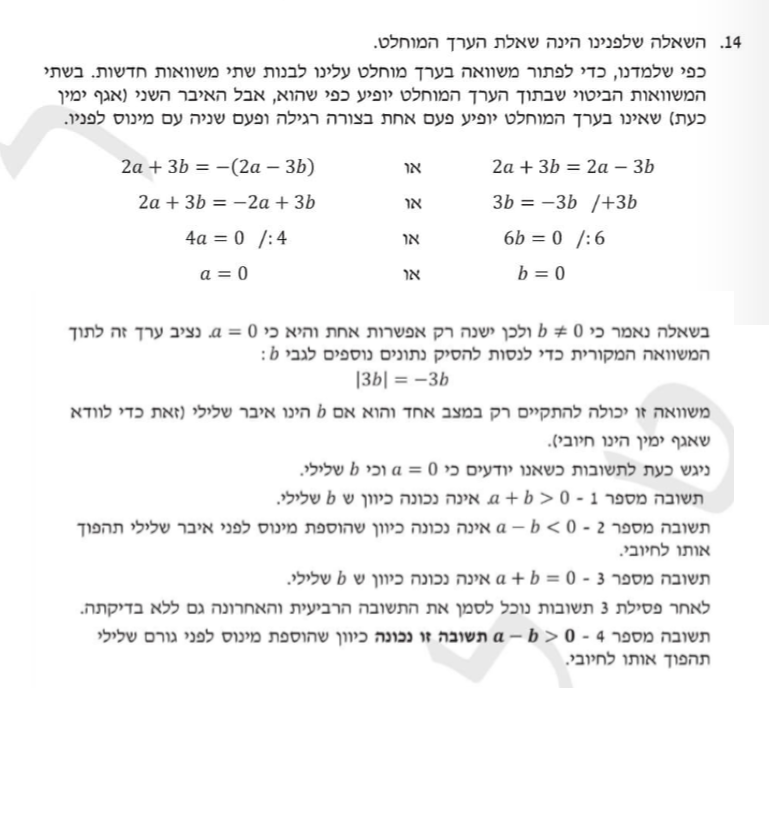 14. השאלה שלפנינו הינה שאלת הערך המוחלט.
כפי שלמדנו, כדי לפתור משוואה בערך מוחלט עלינו לבנות שתי משוואות חדשות. בשתי
המשוואות הביטוי שבתוך הערך המוחלט יופיע כפי שהוא, אבל האיבר השני (אגף ימין
כעת) שאינו בערך המוחלט יופיע פעם אחת בצורה רגילה ופעם שניה עם מינוס לפניו.
2a + 3b = −(2a − 3b) או 2a + 3b = 2a − 3b
2a + 3b = −2a + 3b או 3b = −3b /+3b
4a = 0 /: 4 או 6b = 0 /: 6
a = 0 או b = 0
בשאלה נאמר כי b ≠ 0 ולכן ישנה רק אפשרות אחת והיא כי a = 0. נציב ערך זה לתוך
המשוואה המקורית כדי לנסות להסיק נתונים נוספים לגבי b:
|3b| = −3b
משוואה זו יכולה להתקיים רק במצב אחד והוא אם b הינו איבר שלילי (זאת כדי לוודא
שאגף ימין הינו חיובי).
ניגש כעת לתשובות כשאנו יודעים כי a = 0 וכי b שלילי.
תשובה מספר 1 - a + b > 0. אינה נכונה כיוון ש b שלילי.
תשובה מספר 2 - a − b < 0 אינה נכונה כיוון שהוספת מינוס לפני איבר שלילי תהפוך
אותו לחיובי.
תשובה מספר 3 - a + b = 0 אינה נכונה כיוון ש b שלילי.
לאחר פסילת 3 תשובות נוכל לסמן את התשובה הרביעית והאחרונה גם ללא בדיקתה.
תשובה מספר 4 - a − b > 0 תשובה זו נכונה כיוון שהוספת מינוס לפני גורם שלילי
תהפוך אותו לחיובי.